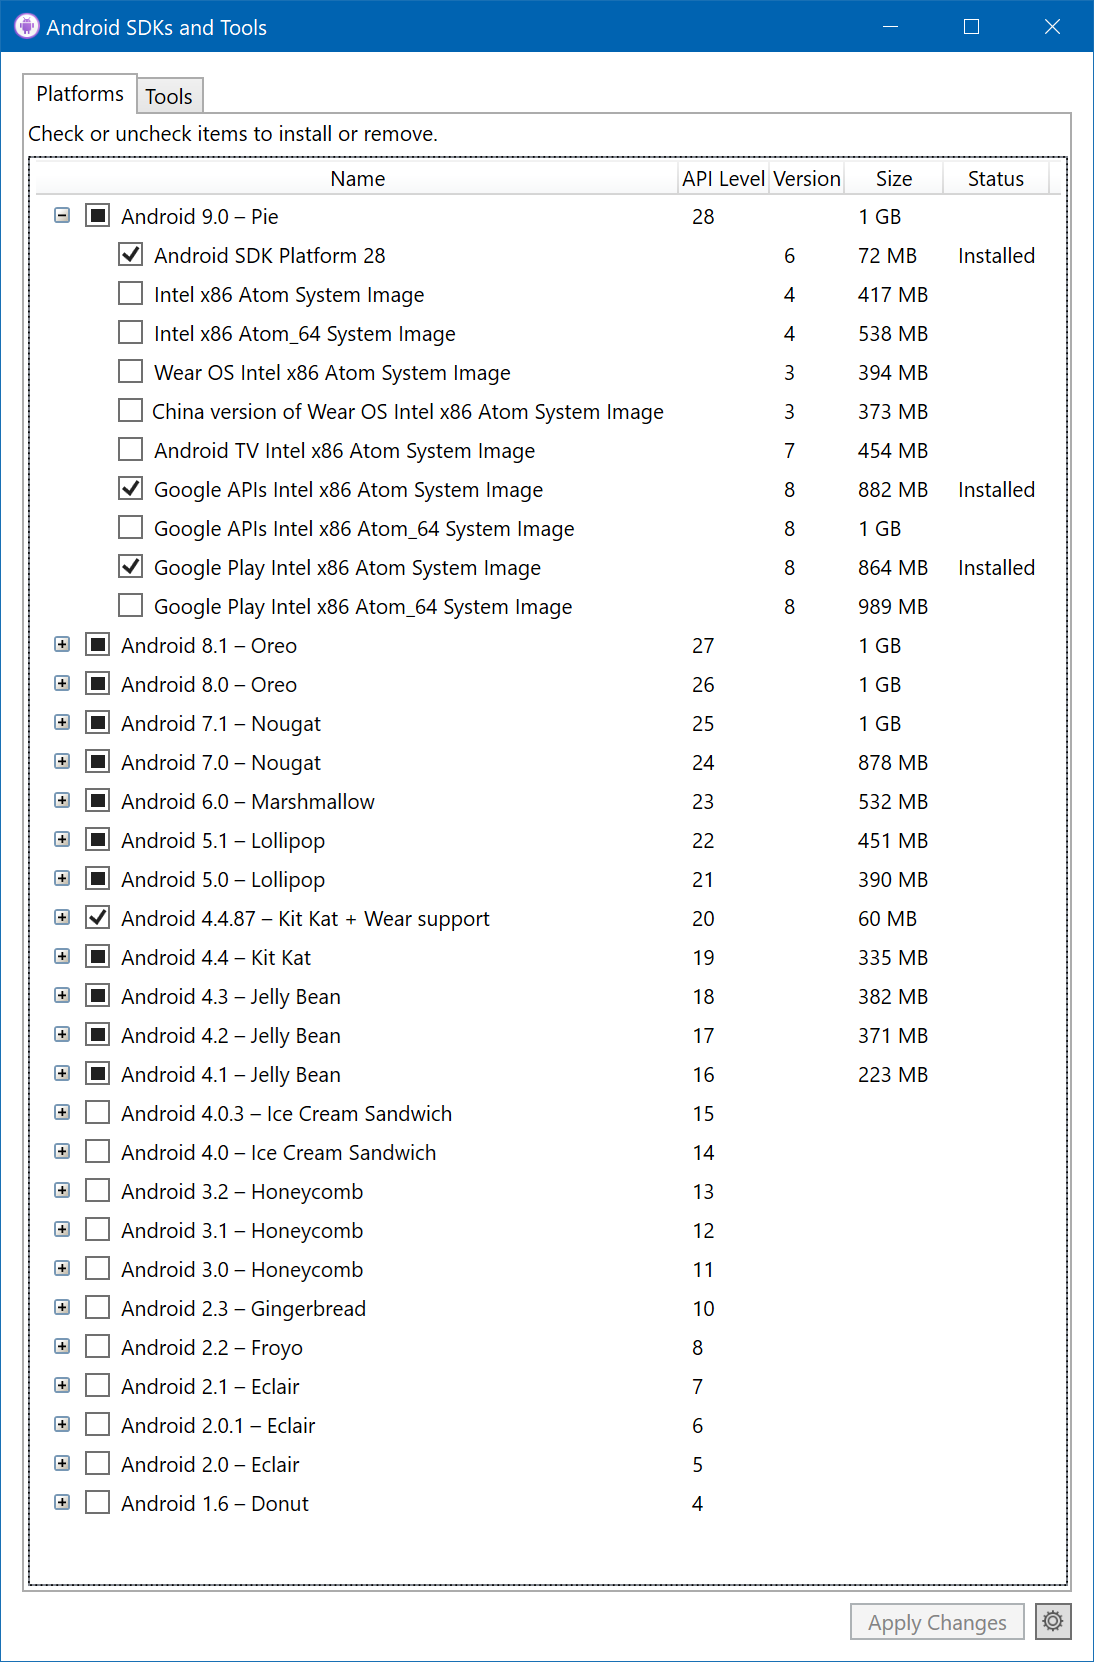 Android SDKs and Tools
Platforms Tools
Check or uncheck items to install or remove.
Name API Level Version Size Status
Android 9.0 – Pie 28 1 GB
Android SDK Platform 28 6 72 MB Installed
Intel x86 Atom System Image 4 417 MB
Intel x86 Atom_64 System Image 4 538 MB
Wear OS Intel x86 Atom System Image 3 394 MB
China version of Wear OS Intel x86 Atom System Image 3 373 MB
Android TV Intel x86 Atom System Image 7 454 MB
Google APIs Intel x86 Atom System Image 8 882 MB Installed
Google APIs Intel x86 Atom_64 System Image 8 1 GB
Google Play Intel x86 Atom System Image 8 864 MB Installed
Google Play Intel x86 Atom_64 System Image 8 989 MB
Android 8.1 – Oreo 27 1 GB
Android 8.0 – Oreo 26 1 GB
Android 7.1 – Nougat 25 1 GB
Android 7.0 – Nougat 24 878 MB
Android 6.0 – Marshmallow 23 532 MB
Android 5.1 – Lollipop 22 451 MB
Android 5.0 – Lollipop 21 390 MB
Android 4.4.87 – Kit Kat + Wear support 20 60 MB
Android 4.4 – Kit Kat 19 335 MB
Android 4.3 – Jelly Bean 18 382 MB
Android 4.2 – Jelly Bean 17 371 MB
Android 4.1 – Jelly Bean 16 223 MB
Android 4.0.3 – Ice Cream Sandwich 15
Android 4.0 – Ice Cream Sandwich 14
Android 3.2 – Honeycomb 13
Android 3.1 – Honeycomb 12
Android 3.0 – Honeycomb 11
Android 2.3 – Gingerbread 10
Android 2.2 – Froyo 8
Android 2.1 – Eclair 7
Android 2.0.1 – Eclair 6
Android 2.0 – Eclair 5
Android 1.6 – Donut 4
Apply Changes